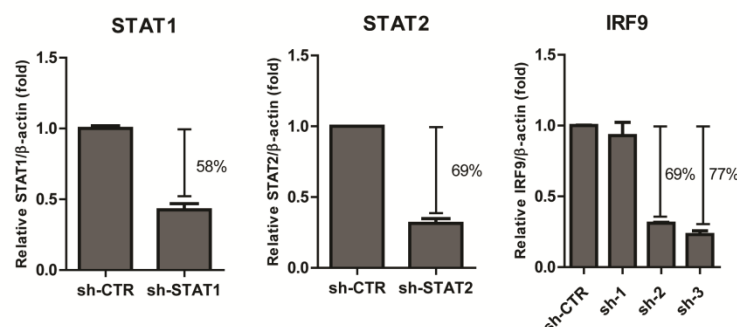 STAT1
Relative STAT1/β-actin (fold)
1.5
1.0
0.5
0.0
58%
sh-CTR sh-STAT1
STAT2
Relative STAT2/β-actin (fold)
1.5
1.0
0.5
0.0
69%
sh-CTR sh-STAT2
IRF9
Relative IRF9/β-actin (fold)
1.5
1.0
0.5
0.0
69% 77%
sh-CTR sh-1 sh-2 sh-3